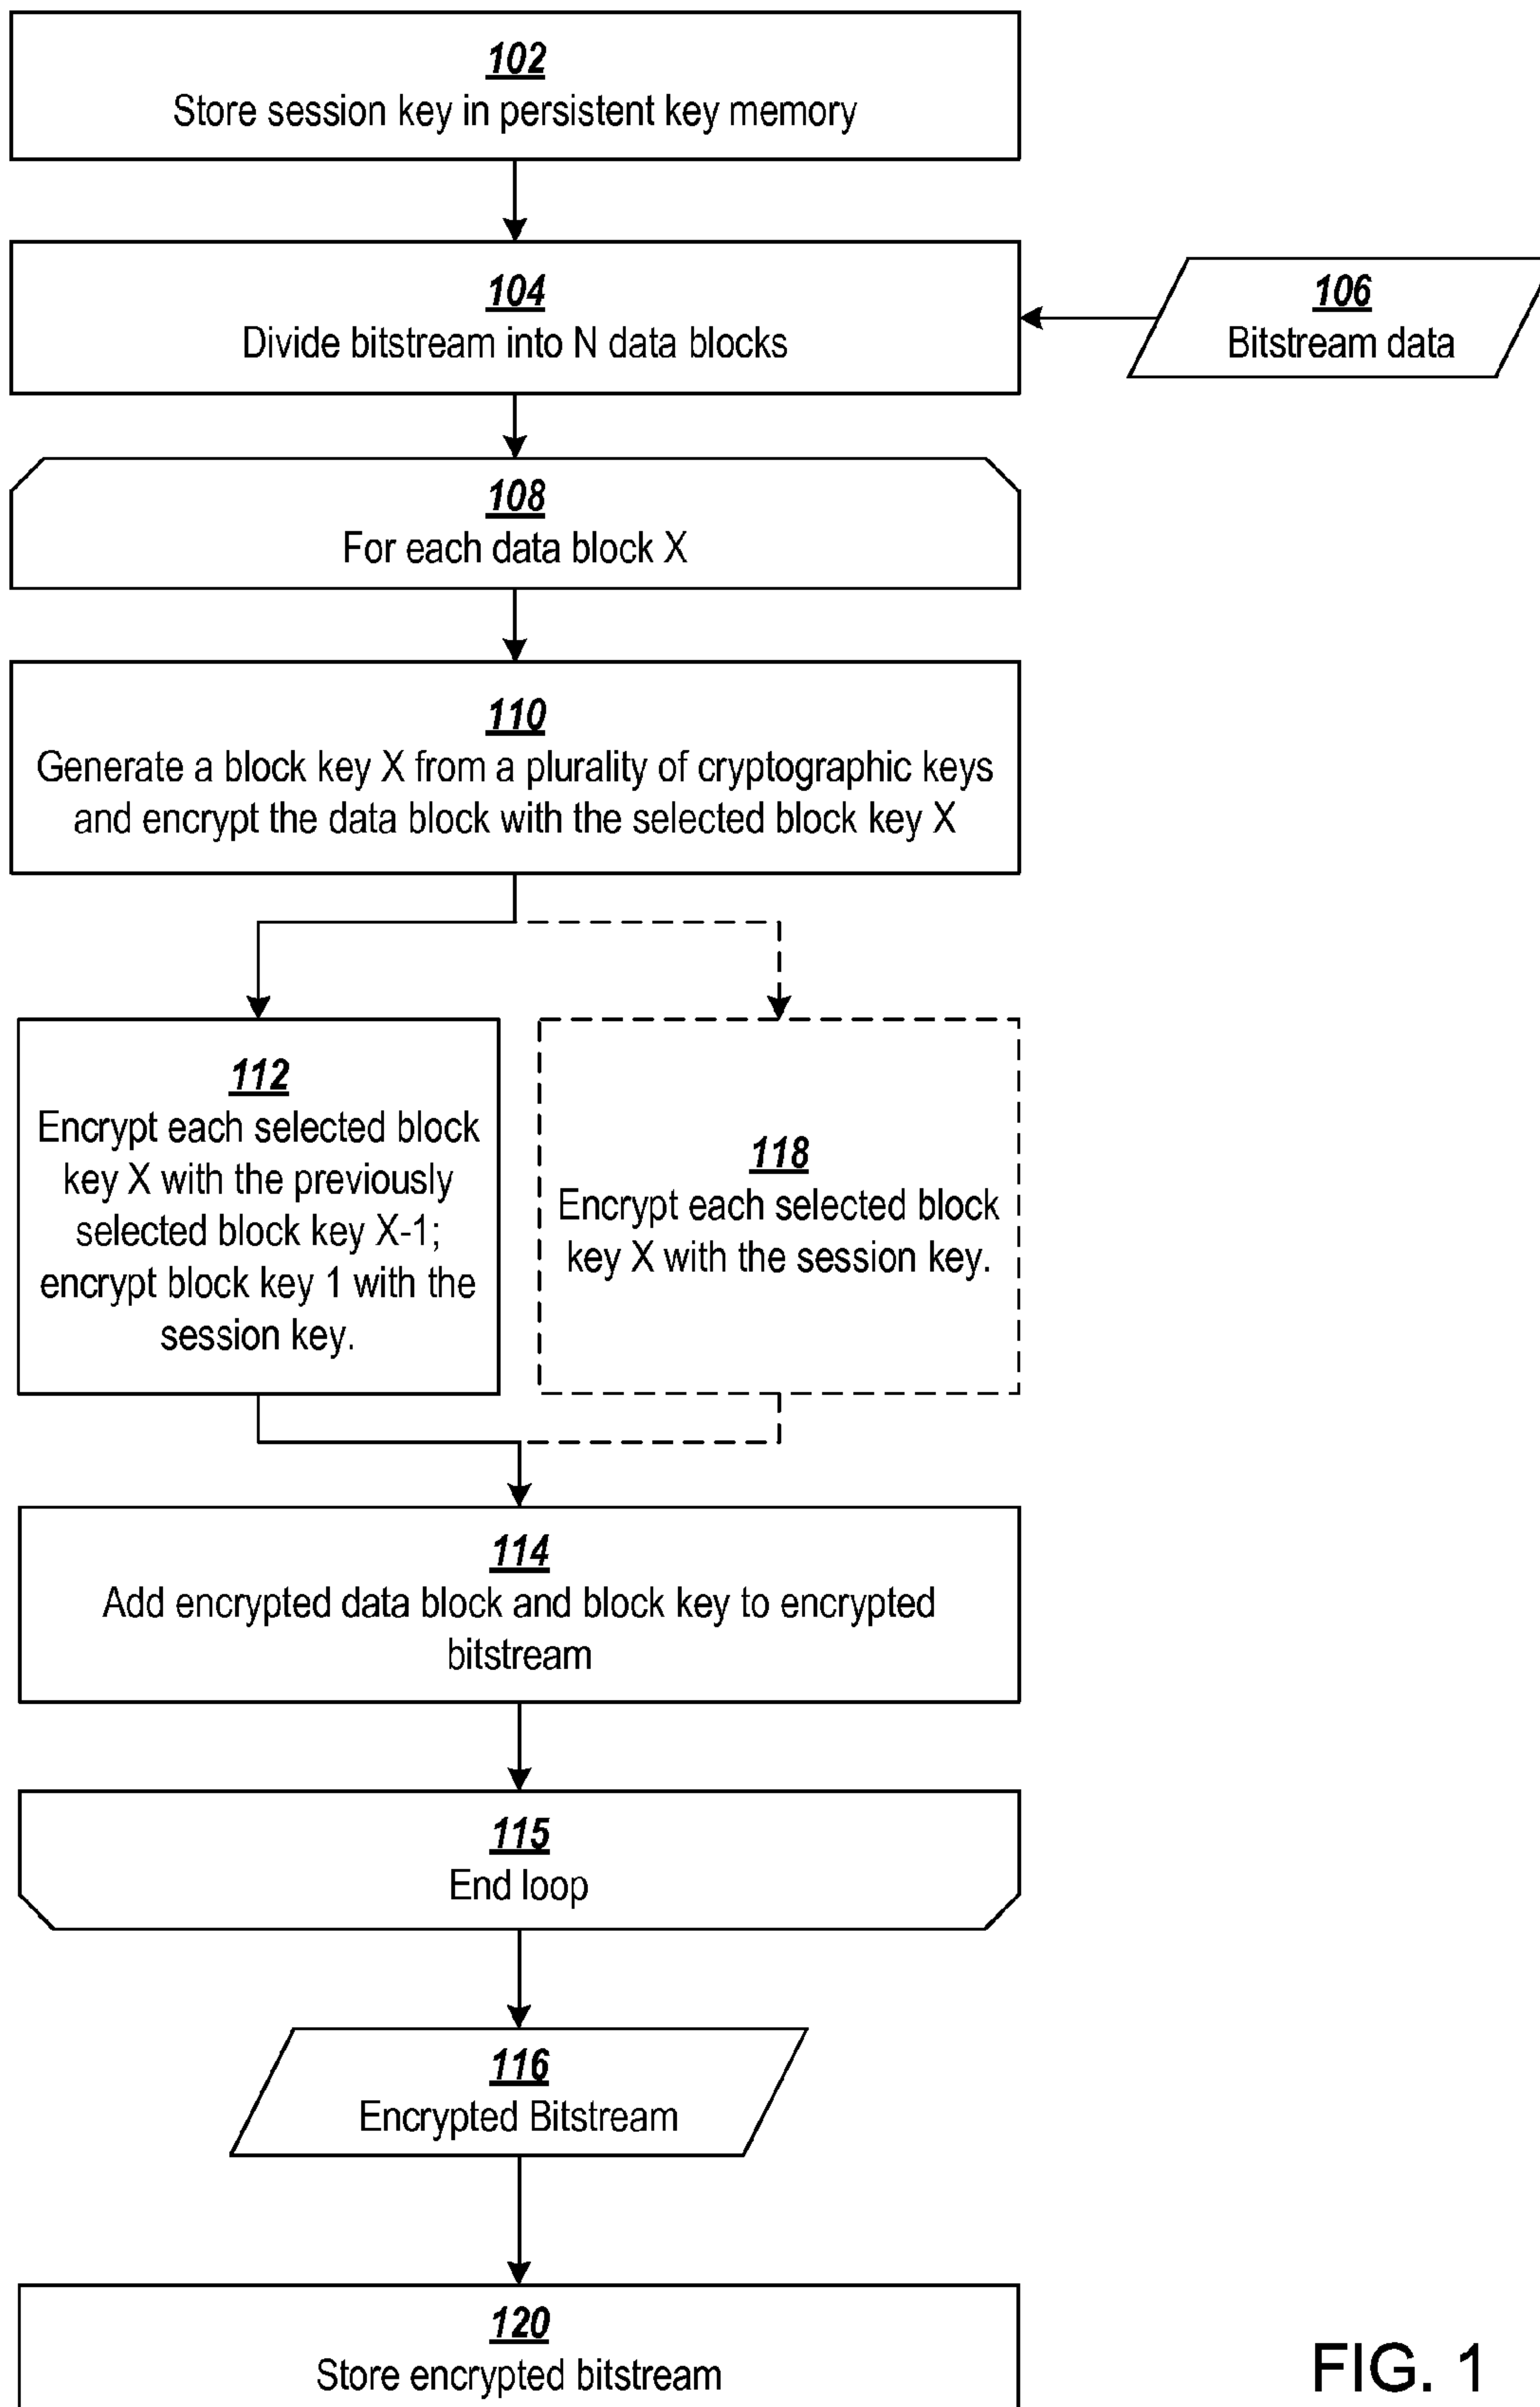 102
Store session key in persistent key memory
104
Divide bitstream into N data blocks
106
Bitstream data
108
For each data block X
110
Generate a block key X from a plurality of cryptographic keys
and encrypt the data block with the selected block key X
112
Encrypt each selected block
key X with the previously
selected block key X-1;
encrypt block key 1 with the
session key.
118
Encrypt each selected block
key X with the session key.
114
Add encrypted data block and block key to encrypted
bitstream
115
End loop
116
Encrypted Bitstream
120
Store encrypted bitstream
FIG. 1